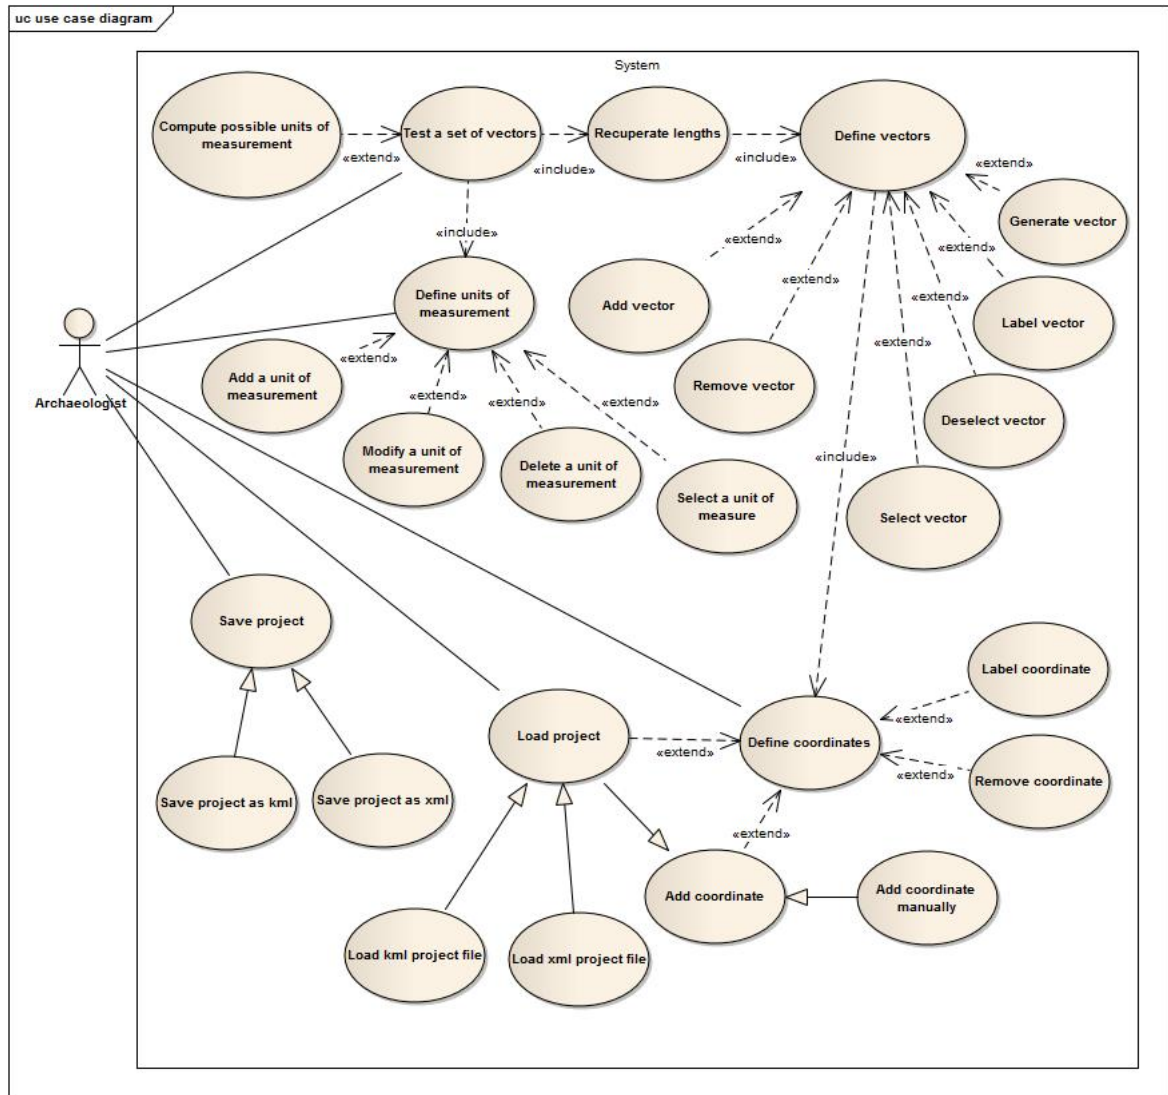 uc use case diagram
System
Compute possible units of
measurement
«extend»
Test a set of vectors
«include»
Recuperate lengths
«include»
Define vectors
«extend»
Generate vector
«include»
«extend»
«extend»
«extend»
Define units of
measurement
Add vector
«extend»
Label vector
«extend»
«extend»
Add a unit of
measurement
Remove vector
Archaeologist
«extend»
«extend»
«extend»
Deselect vector
Modify a unit of
measurement
Delete a unit of
measurement
«include»
Select a unit of
measure
Select vector
Save project
Label coordinate
«extend»
Load project
«extend»
Define coordinates
«extend»
Remove coordinate
Save project as kml
Save project as xml
«extend»
Add coordinate
Add coordinate
manually
Load kml project file
Load xml project file